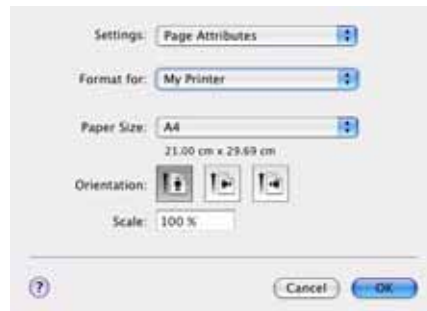 Settings: Page Attributes
Format for: My Printer
Paper Size: A4
21.00 cm x 29.69 cm
Orientation:
Scale: 100 %
? Cancel OK